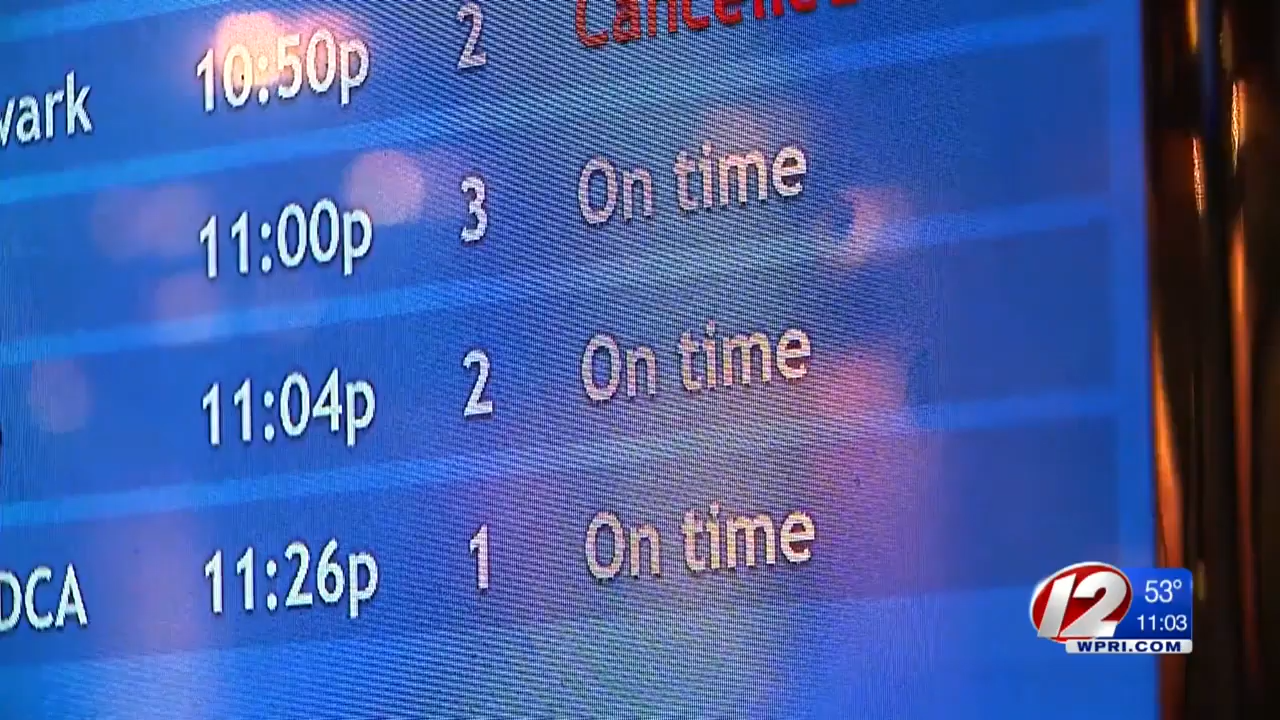 10:50p 2 Cancelled
vark
11:00p 3 On time
11:04p 2 On time
DCA 11:26p 1 On time
12 53°
11:03
WPRI.COM